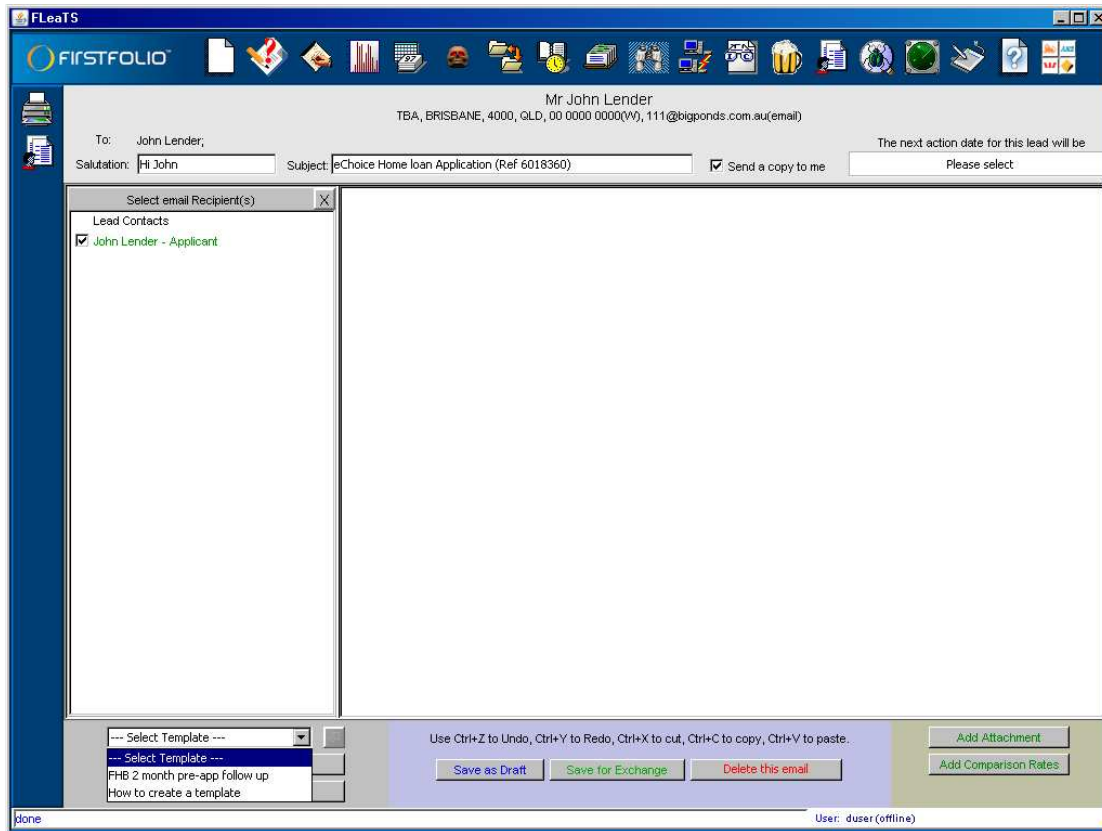 FLeaTS
FIRSTFOLIO
797
Mr John Lender
TBA, BRISBANE, 4000, QLD, 00 0000 0000(W), 111@bigponds.com.au(email)
To: John Lender;
The next action date for this lead will be
Salutation: Hi John Subject: eChoice Home loan Application (Ref 6018360) Send a copy to me Please select
Select email Recipient(s) X
Lead Contacts
John Lender - Applicant
--- Select Template ---
--- Select Template ---
FHB 2 month pre-app follow up
How to create a template
Use Ctrl+Z to Undo, Ctrl+Y to Redo, Ctrl+X to cut, Ctrl+C to copy, Ctrl+V to paste.
Save as Draft Save for Exchange Delete this email
Add Attachment
Add Comparison Rates
done User: duser(offline)